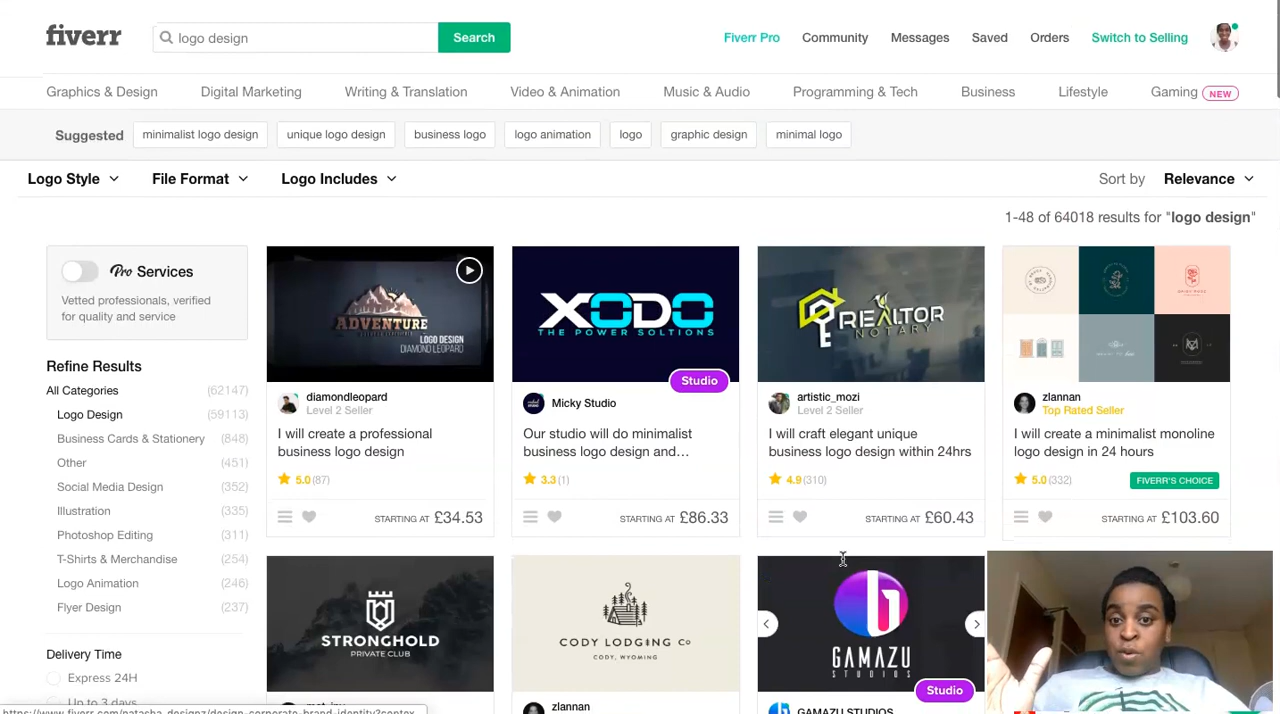 fiverr
logo design
Search
Fiverr Pro
Community
Messages
Saved
Orders
Switch to Selling
Graphics & Design
Digital Marketing
Writing & Translation
Video & Animation
Music & Audio
Programming & Tech
Business
Lifestyle
Gaming NEW
Suggested
minimalist logo design
unique logo design
business logo
logo animation
logo
graphic design
minimal logo
Logo Style
File Format
Logo Includes
Sort by Relevance
1-48 of 64018 results for "logo design"
Pro Services
Vetted professionals, verified
for quality and service
Refine Results
All Categories (62147)
Logo Design (59113)
Business Cards & Stationery (848)
Other (451)
Social Media Design (352)
Illustration (335)
Photoshop Editing (311)
T-Shirts & Merchandise (254)
Logo Animation (246)
Flyer Design (237)
Delivery Time
Express 24H
Up to 3 days
ADVENTURE
LOGO DESIGN
DIAMOND LEOPARD
diamondleopard
Level 2 Seller
I will create a professional
business logo design
5.0 (87)
STARTING AT £34.53
XODO
THE POWER SOLTIONS
Studio
Micky Studio
Our studio will do minimalist
business logo design and…
3.3 (1)
STARTING AT £86.33
REALTOR
NOTARY
artistic_mozi
Level 2 Seller
I will craft elegant unique
business logo design within 24hrs
4.9 (310)
STARTING AT £60.43
zlannan
Top Rated Seller
I will create a minimalist monoline
logo design in 24 hours
5.0 (332)
FIVERR'S CHOICE
STARTING AT £103.60
STRONGHOLD
PRIVATE CLUB
CODY LODGING Co
CODY, WYOMING
zlannan
GAMAZU
STUDIOS
Studio
GAMAZU STUDIOS